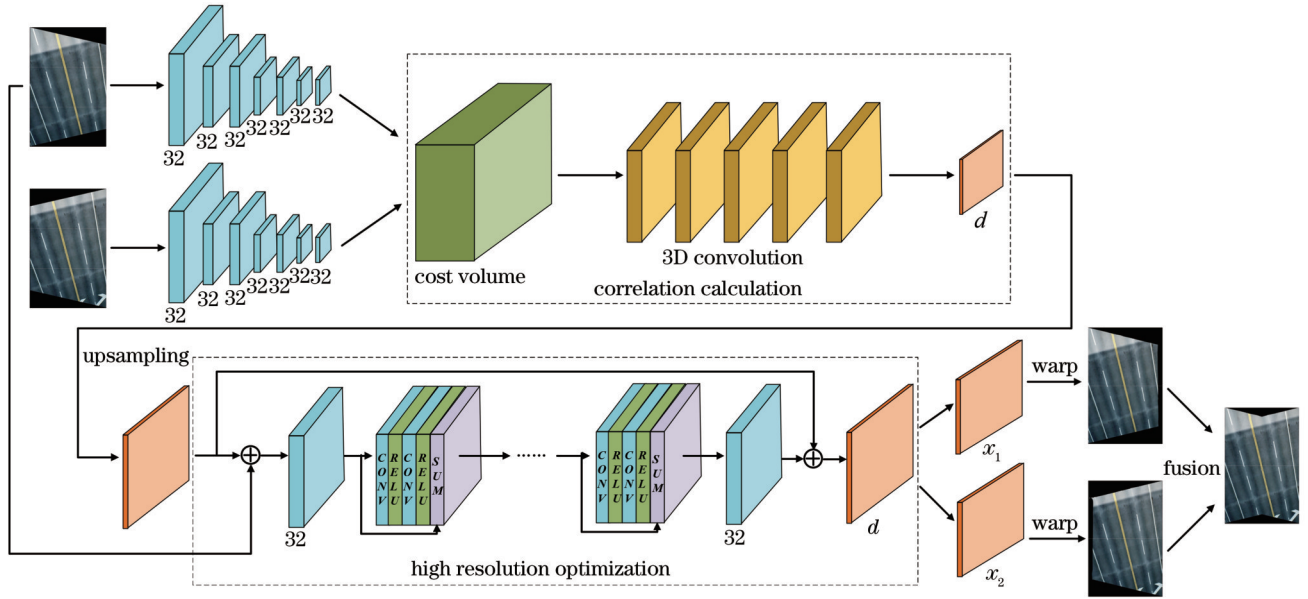 32
32
32
32
32
32
32
32
32
32
32
32
32
32
cost volume
3D convolution
d
correlation calculation
upsampling
32
CONV
RELU
CONV
RELU
SUM
......
CONV
RELU
CONV
RELU
SUM
32
d
high resolution optimization
x1
warp
x2
warp
fusion